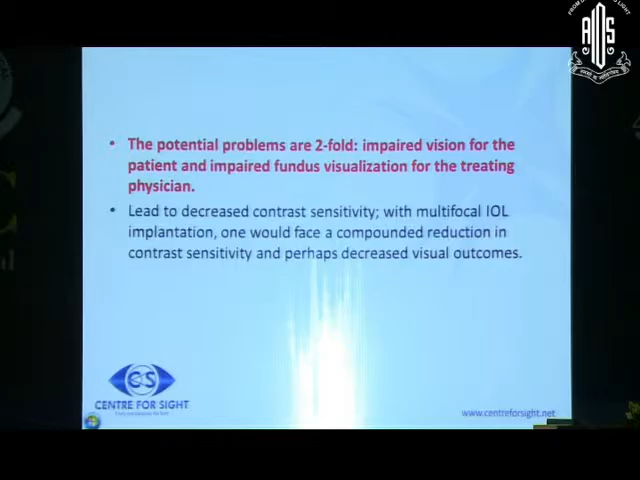 • The potential problems are 2-fold: impaired vision for the
patient and impaired fundus visualization for the treating
physician.
• Lead to decreased contrast sensitivity; with multifocal IOL
implantation, one would face a compounded reduction in
contrast sensitivity and perhaps decreased visual outcomes.
CS
CENTRE FOR SIGHT
www.centreforsight.net